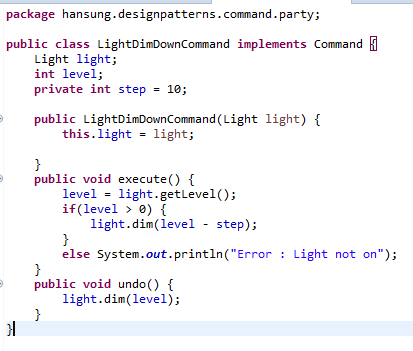 package hansung.designpatterns.command.party;
public class LightDimDownCommand implements Command {
Light light;
int level;
private int step = 10;
public LightDimDownCommand(Light light) {
this.light = light;
}
public void execute() {
level = light.getLevel();
if(level > 0) {
light.dim(level - step);
}
else System.out.println("Error : Light not on");
}
public void undo() {
light.dim(level);
}
}